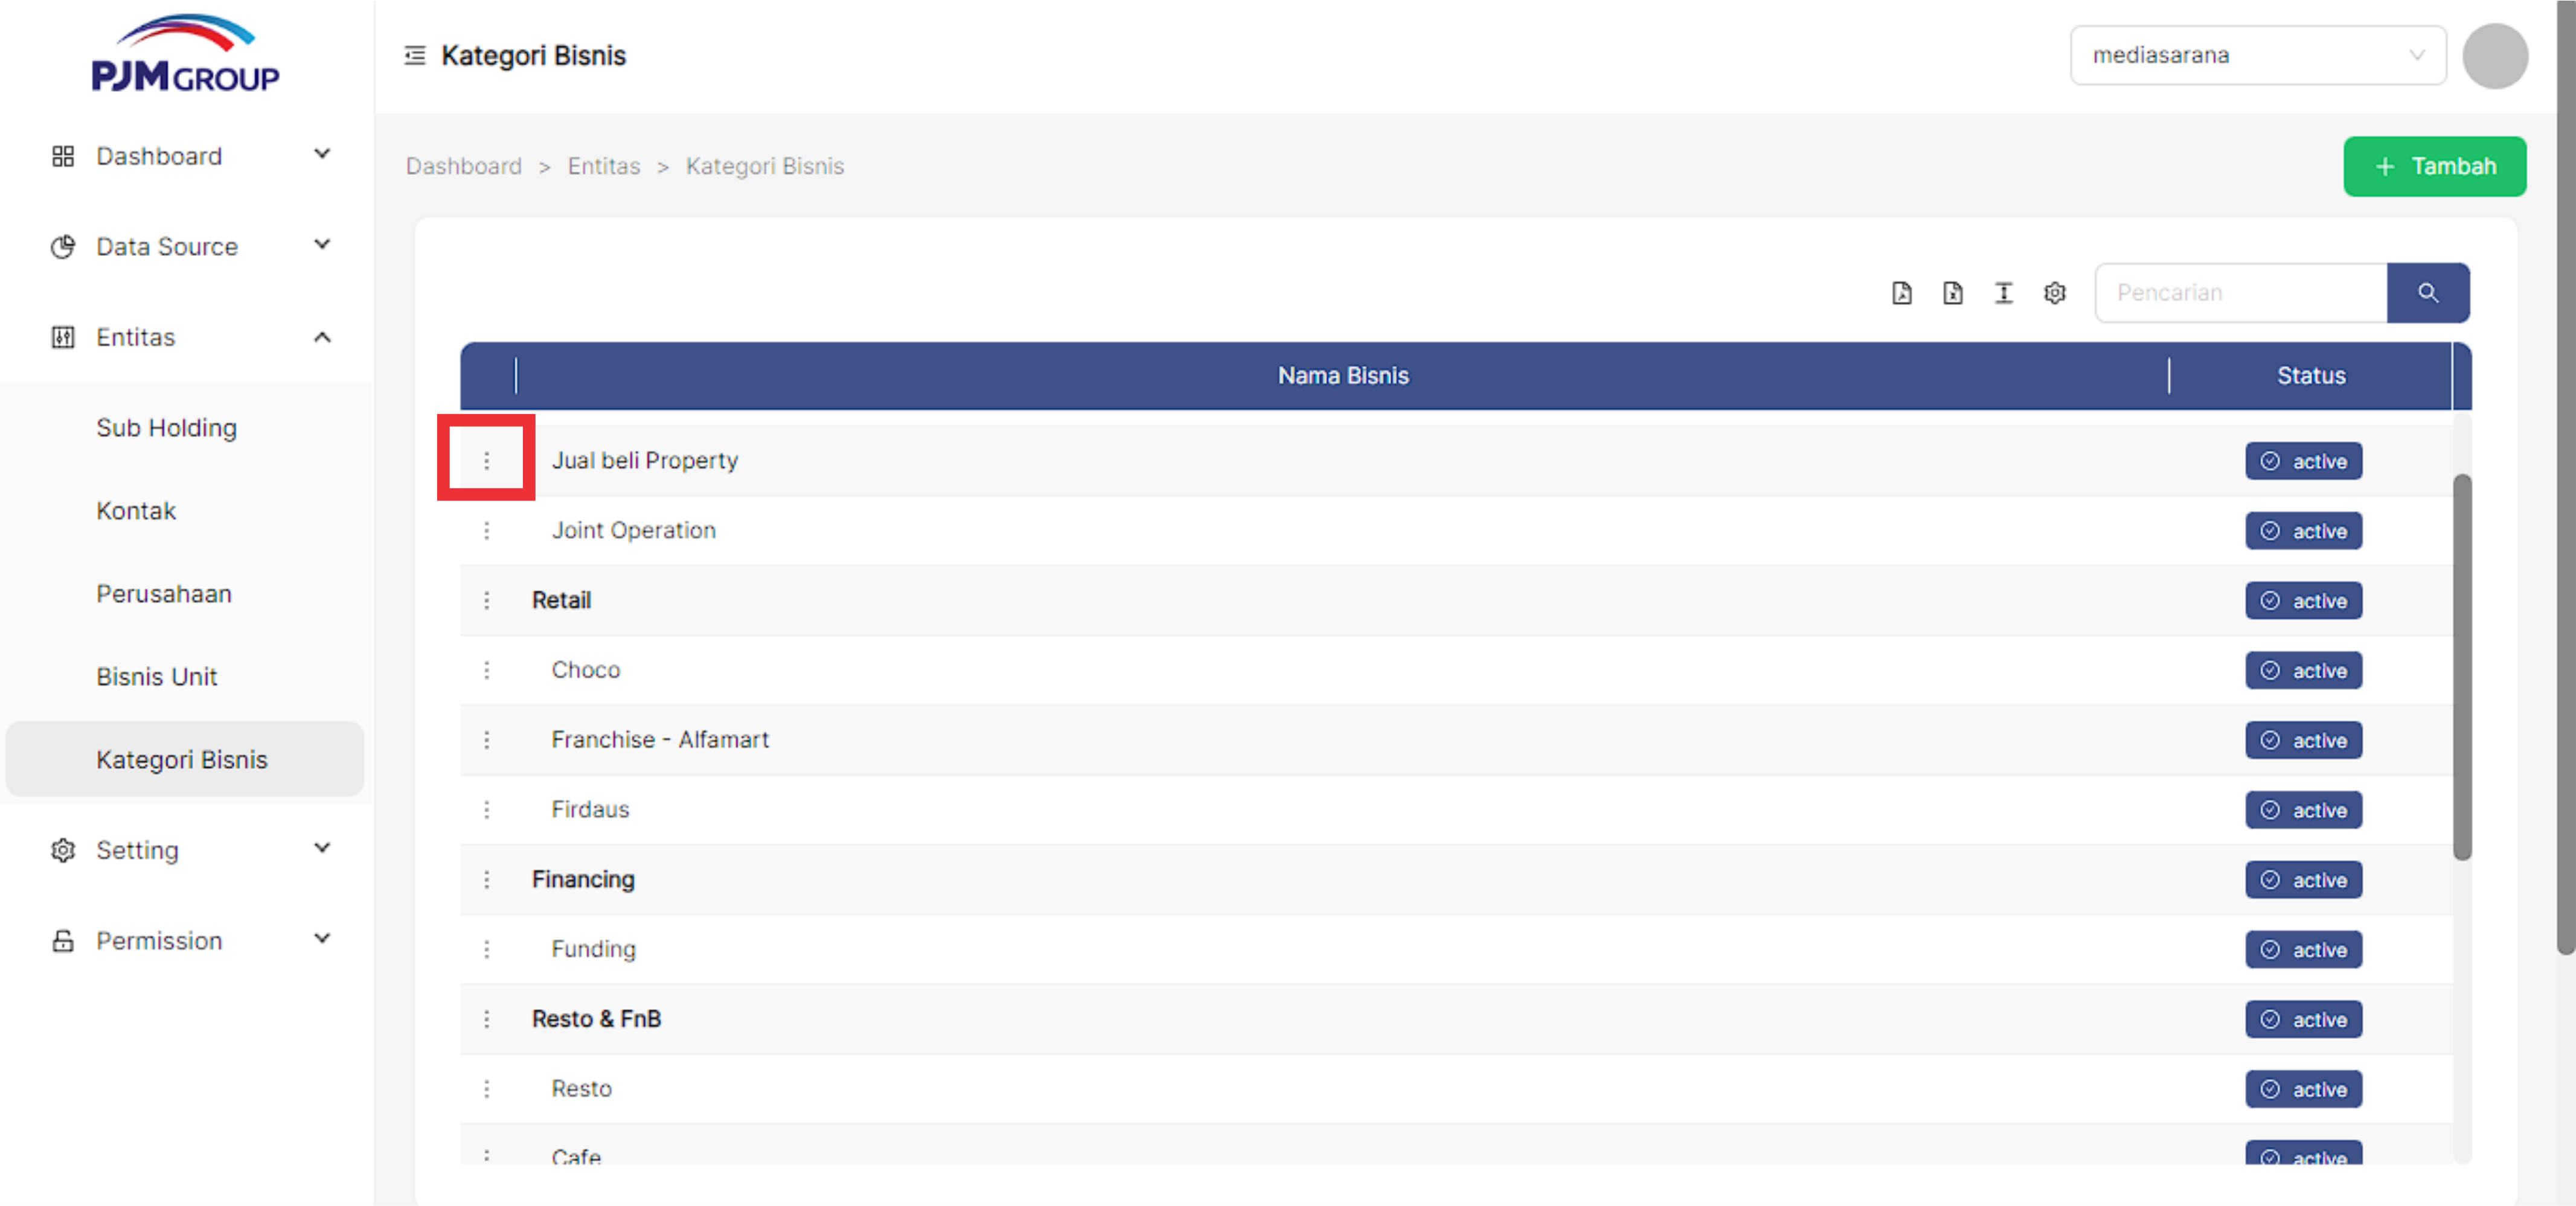 PJM GROUP
Kategori Bisnis
mediasarana
Dashboard
Data Source
Entitas
Sub Holding
Kontak
Perusahaan
Bisnis Unit
Kategori Bisnis
Setting
Permission
Dashboard > Entitas > Kategori Bisnis
+ Tambah
Pencarian
Nama Bisnis Status
Jual beli Property active
Joint Operation active
Retail active
Choco active
Franchise - Alfamart active
Firdaus active
Financing active
Funding active
Resto & FnB active
Resto active
Cafe active